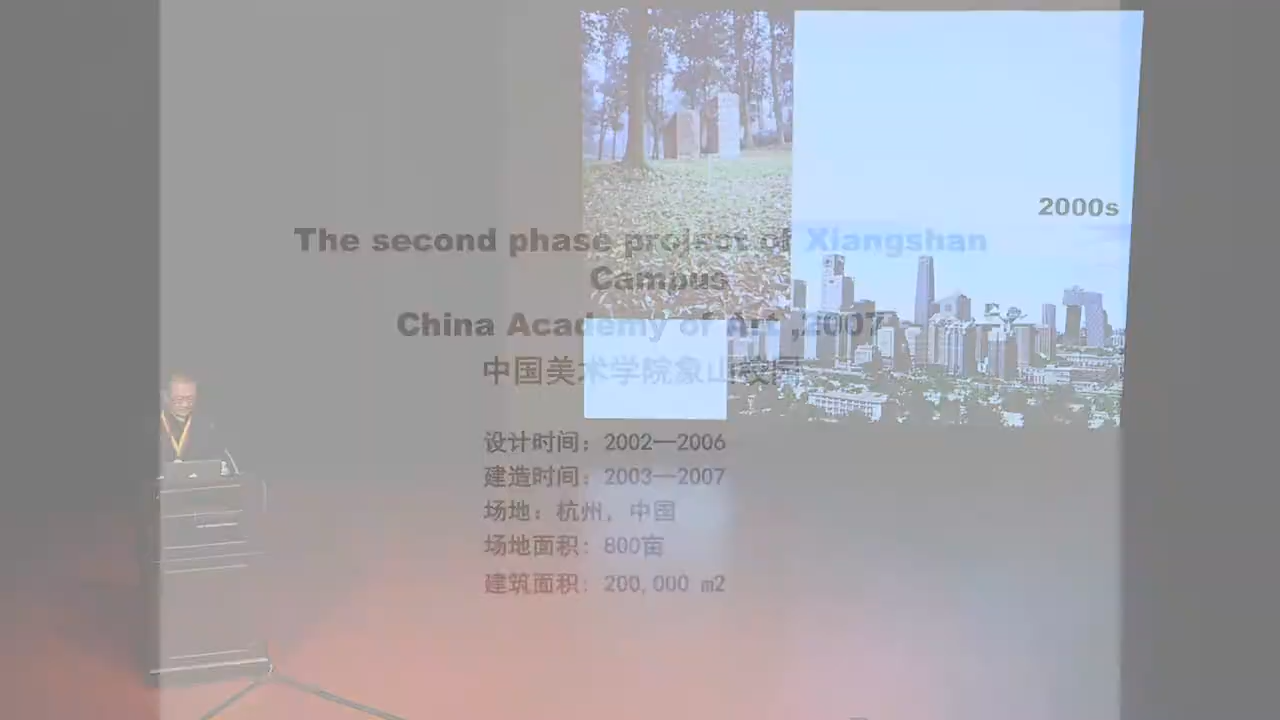 2000s
The second phase project of Xiangshan
Campus
China Academy of Art ,2007
中国美术学院象山校园
设计时间：2002—2006
建造时间：2003—2007
场地：杭州，中国
场地面积：800亩
建筑面积：200,000 m2